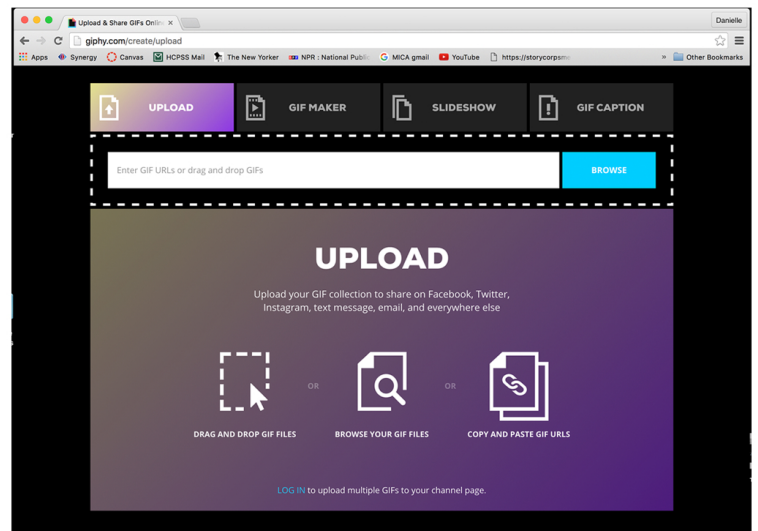 Upload & Share GIFs Onlin
Danielle
giphy.com/create/upload
Apps Synergy Canvas HCPSS Mail The New Yorker NPR : National Public MICA gmail YouTube https://storycorpsme » Other Bookmarks
UPLOAD GIF MAKER SLIDESHOW GIF CAPTION
Enter GIF URLs or drag and drop GIFs BROWSE
UPLOAD
Upload your GIF collection to share on Facebook, Twitter,
Instagram, text message, email, and everywhere else
OR OR
DRAG AND DROP GIF FILES BROWSE YOUR GIF FILES COPY AND PASTE GIF URLS
LOG IN to upload multiple GIFs to your channel page.